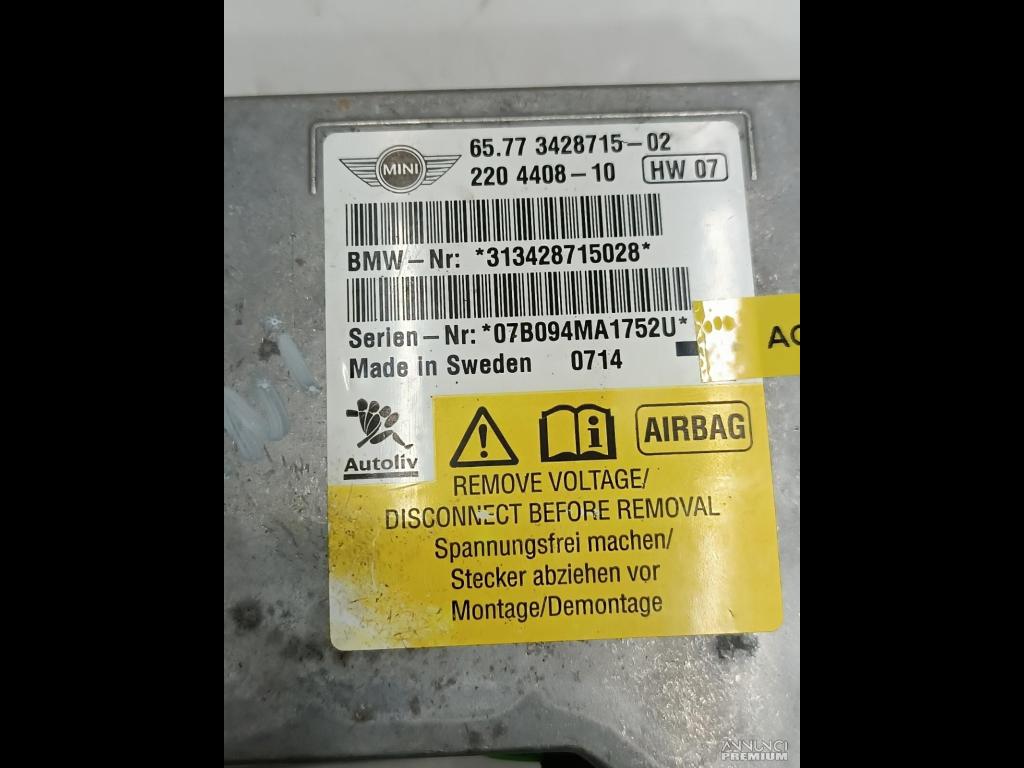 65.77 3428715-02
MINI
220 4408-10 HW 07
BMW-Nr: *313428715028*
Serien-Nr: *07B094MA1752U*
AC
Made in Sweden 0714
Autoliv
AIRBAG
REMOVE VOLTAGE/
DISCONNECT BEFORE REMOVAL
Spannungsfrei machen/
Stecker abziehen vor
Montage/Demontage
ANNUNCI
PREMIUM